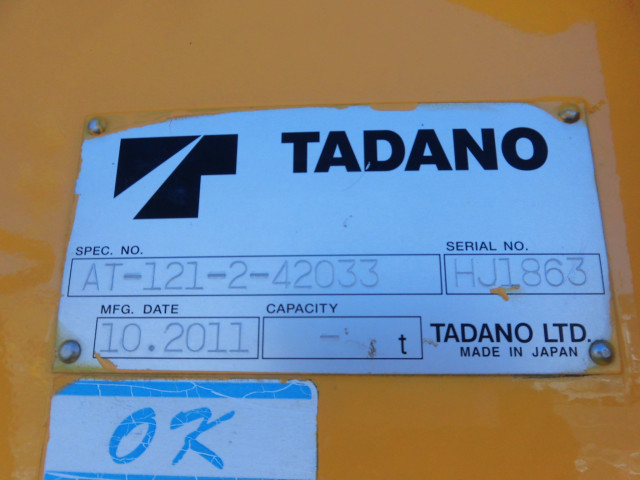 TADANO
SPEC. NO.
AT-121-2-42033
SERIAL NO.
HJ1863
MFG. DATE
10.2011
CAPACITY
- t
TADANO LTD.
MADE IN JAPAN
OK